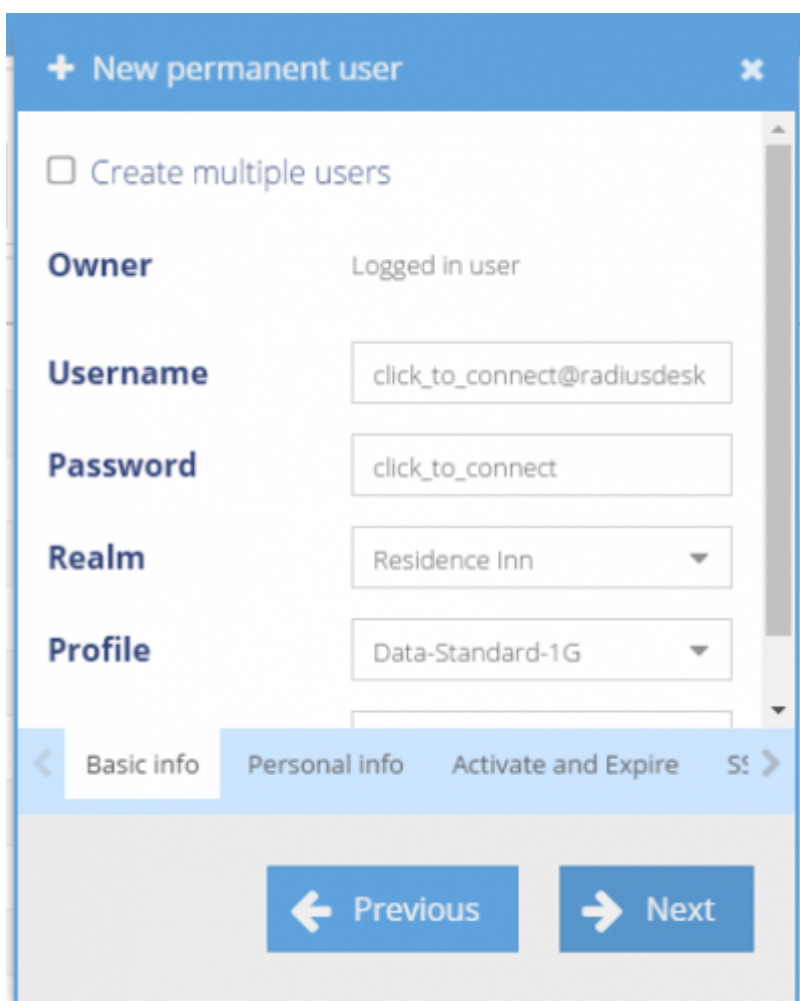 New permanent user
Create multiple users
Owner Logged in user
Username click_to_connect@radiusdesk
Password click_to_connect
Realm Residence Inn
Profile Data-Standard-1G
Basic info Personal info Activate and Expire
Previous Next